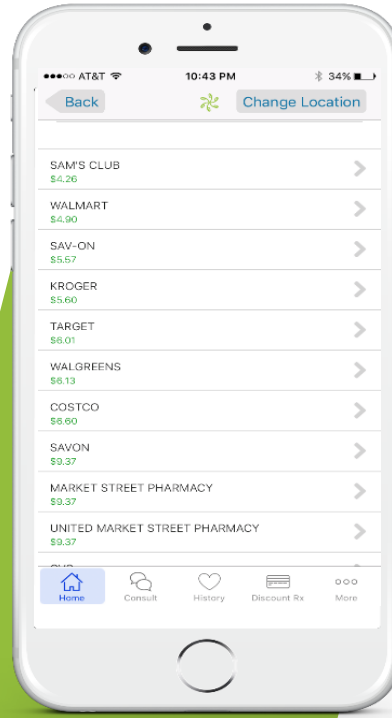 AT&T 10:43 PM 34%
Back Change Location
SAM'S CLUB
$4.26
WALMART
$4.90
SAV-ON
$5.57
KROGER
$5.60
TARGET
$6.01
WALGREENS
$6.13
COSTCO
$6.60
SAVON
$9.37
MARKET STREET PHARMACY
$9.37
UNITED MARKET STREET PHARMACY
$9.37
Home Consult History Discount Rx More